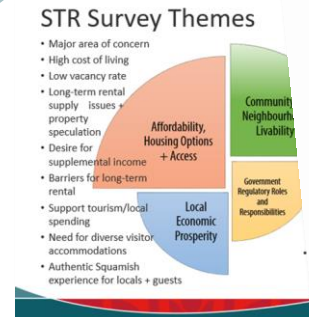 STR Survey Themes
• Major area of concern
• High cost of living
• Low vacancy rate
• Long-term rental
supply issues +
property
speculation
• Desire for
supplemental income
• Barriers for long-term
rental
• Support tourism/local
spending
• Need for diverse visitor
accommodations
• Authentic Squamish
experience for locals + guests
Affordability,
Housing Options
+ Access
Community
Livability
Government
Regulatory Roles
and
Responsibilities
Local
Economic
Prosperity